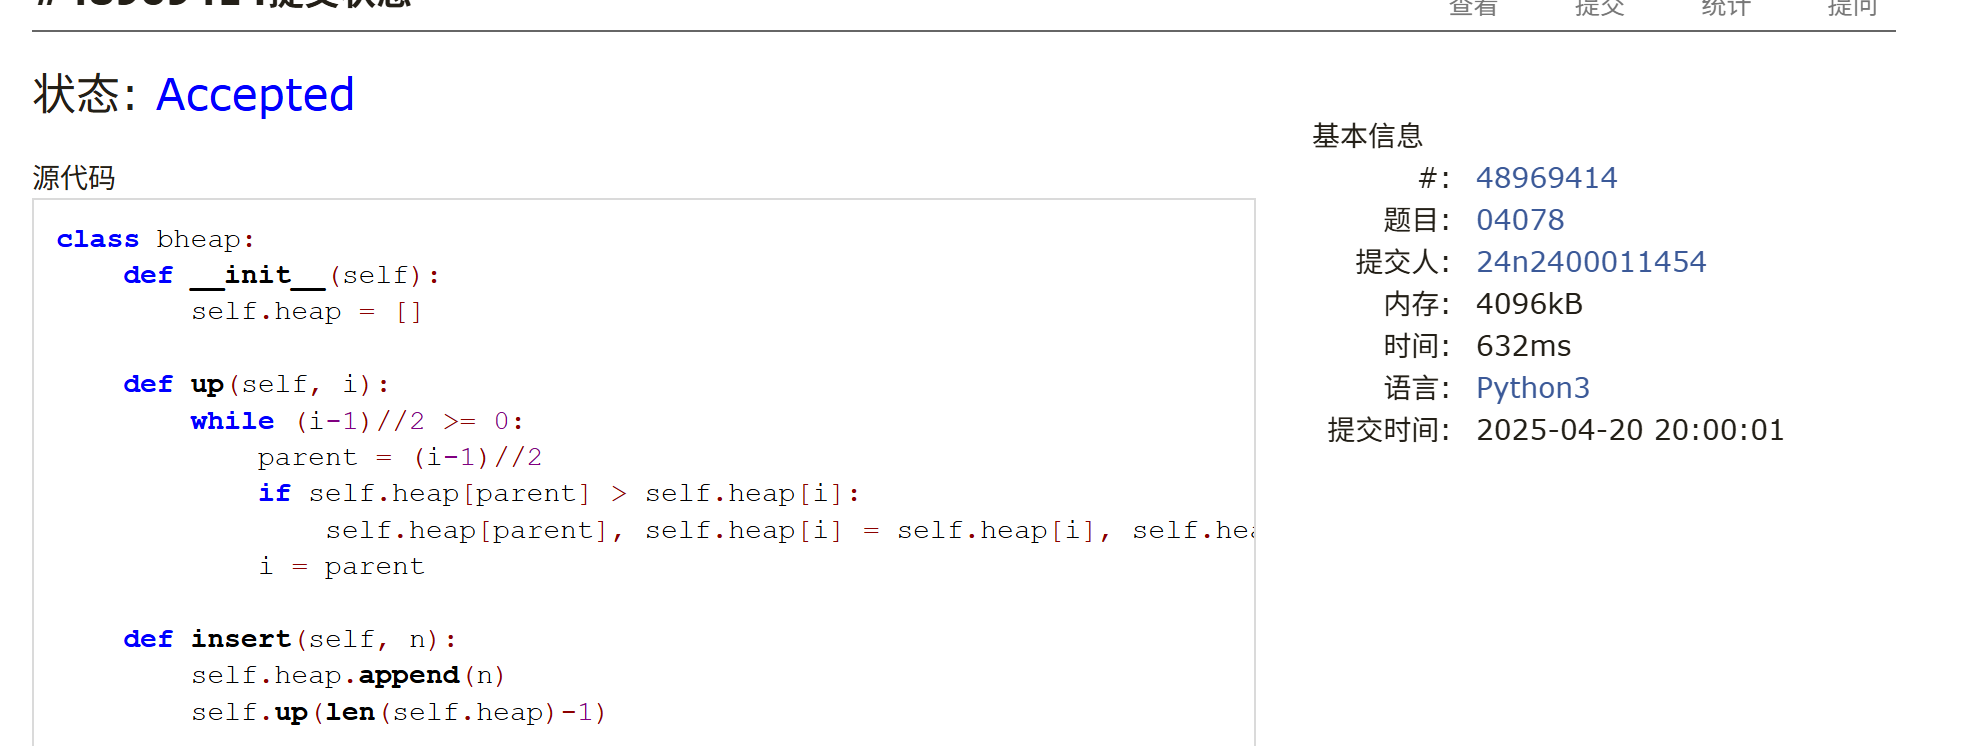 #48969414提交状态
查看 提交 统计 提问
状态: Accepted
源代码
class bheap:
    def __init__(self):
        self.heap = []
    def up(self, i):
        while (i-1)//2 >= 0:
            parent = (i-1)//2
            if self.heap[parent] > self.heap[i]:
                self.heap[parent], self.heap[i] = self.heap[i], self.hea
            i = parent
    def insert(self, n):
        self.heap.append(n)
        self.up(len(self.heap)-1)
基本信息
#: 48969414
题目: 04078
提交人: 24n2400011454
内存: 4096kB
时间: 632ms
语言: Python3
提交时间: 2025-04-20 20:00:01